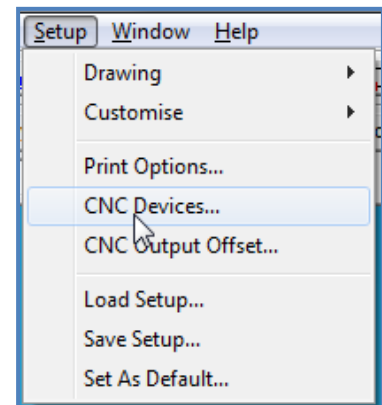 Setup Window Help
Drawing
Customise
Print Options...
CNC Devices...
CNC Output Offset...
Load Setup...
Save Setup...
Set As Default...